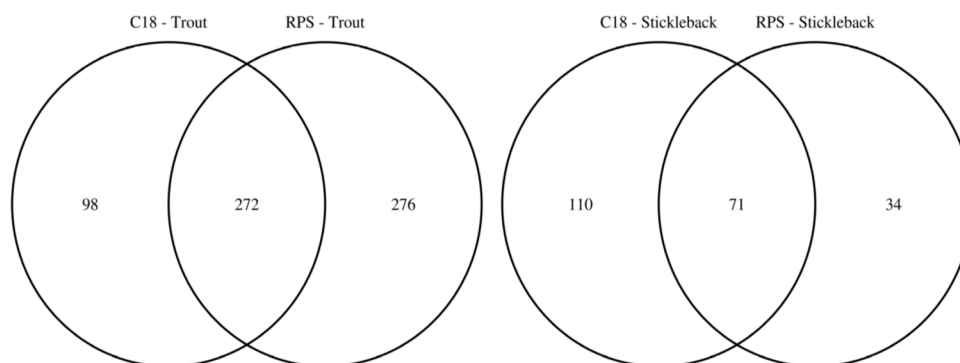 C18 - Trout RPS - Trout C18 - Stickleback RPS - Stickleback
98 272 276 110 71 34